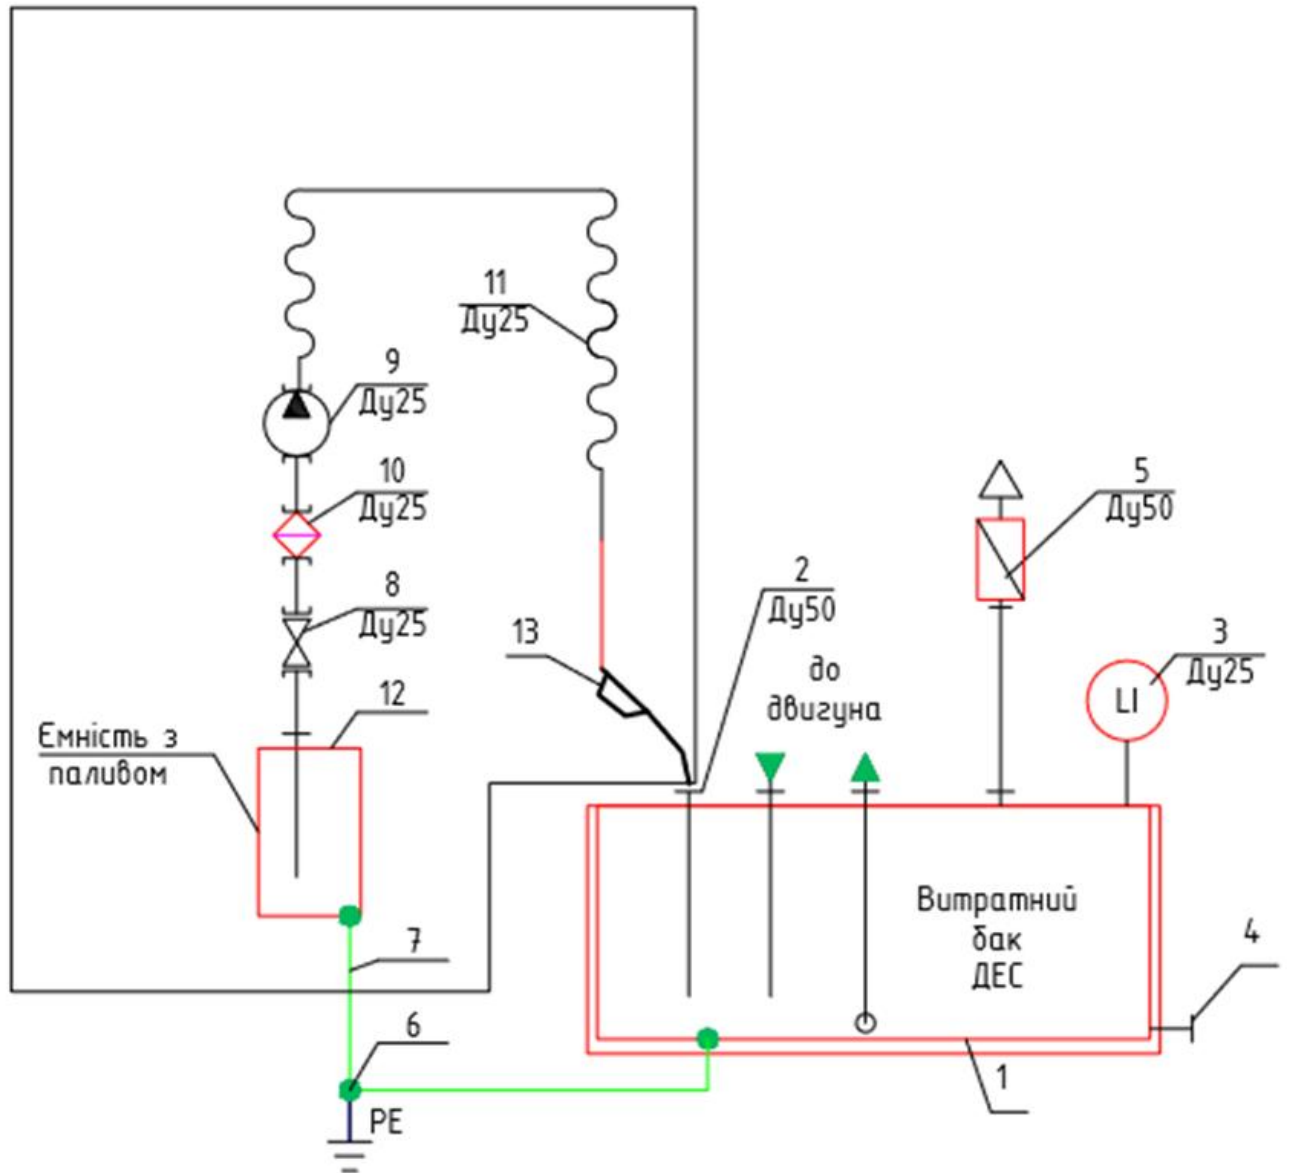 11
Ду25
9
Ду25
10
Ду25
5
Ду50
8
Ду25
2
Ду50
13
3
Ду25
до
двигуна
LI
12
Ємність з
паливом
Витратний
бак
ДЕС
4
7
6
1
PE